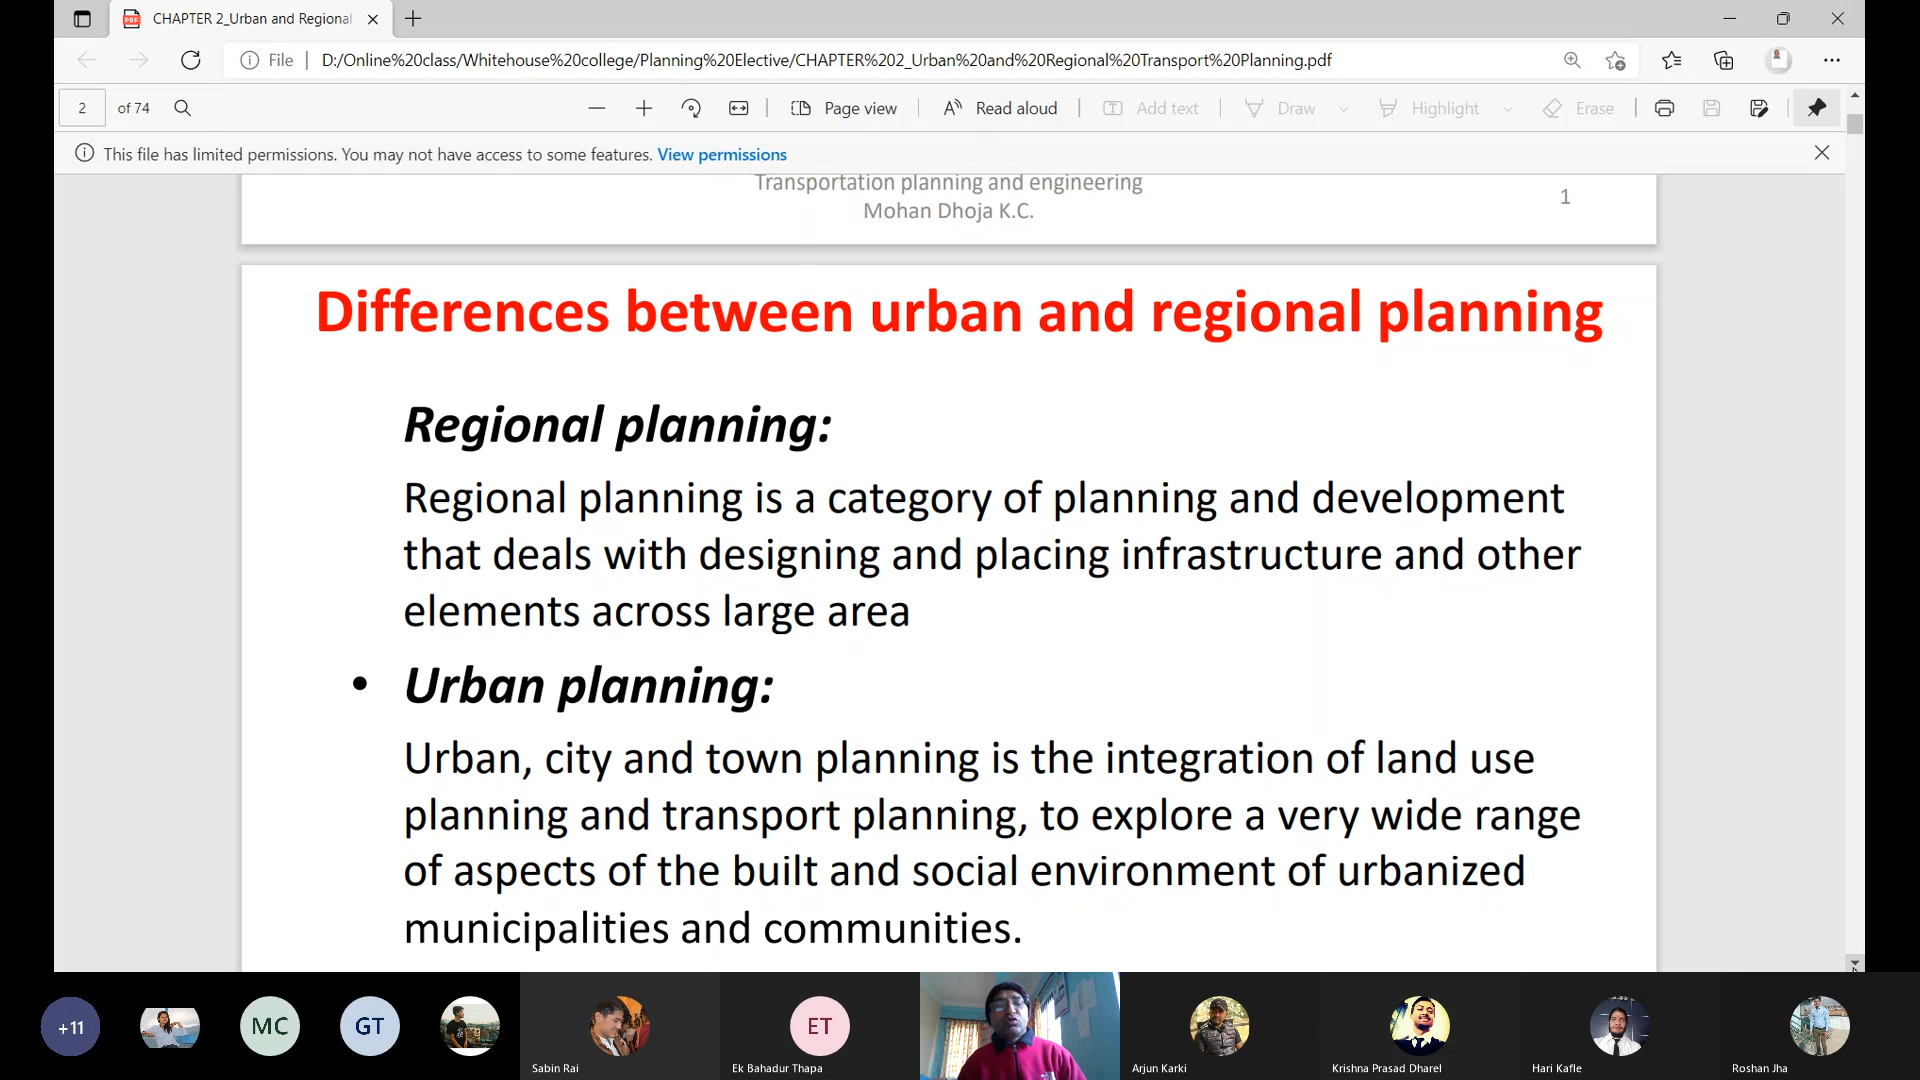 CHAPTER 2_Urban and Regional
File
D:/Online%20class/Whitehouse%20college/Planning%20Elective/CHAPTER%202_Urban%20and%20Regional%20Transport%20Planning.pdf
2 of 74
Page view
Read aloud
Add text
Draw
Highlight
Erase
This file has limited permissions. You may not have access to some features. View permissions
Transportation planning and engineering
Mohan Dhoja K.C.
1
Differences between urban and regional planning
Regional planning:
Regional planning is a category of planning and development
that deals with designing and placing infrastructure and other
elements across large area
• Urban planning:
Urban, city and town planning is the integration of land use
planning and transport planning, to explore a very wide range
of aspects of the built and social environment of urbanized
municipalities and communities.
+11
MC
GT
ET
Sabin Rai
Ek Bahadur Thapa
Arjun Karki
Krishna Prasad Dharel
Hari Kafle
Roshan Jha